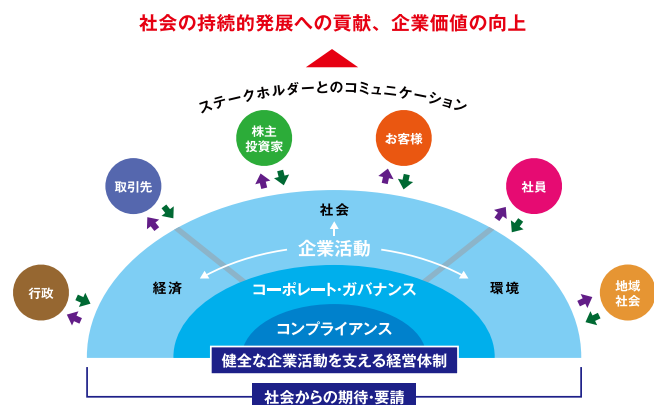 社会の持続的発展への貢献、企業価値の向上
ステークホルダーとのコミュニケーション
株主
投資家
お客様
取引先
社員
行政
地域
社会
社会
企業活動
経済
環境
コーポレート・ガバナンス
コンプライアンス
健全な企業活動を支える経営体制
社会からの期待・要請